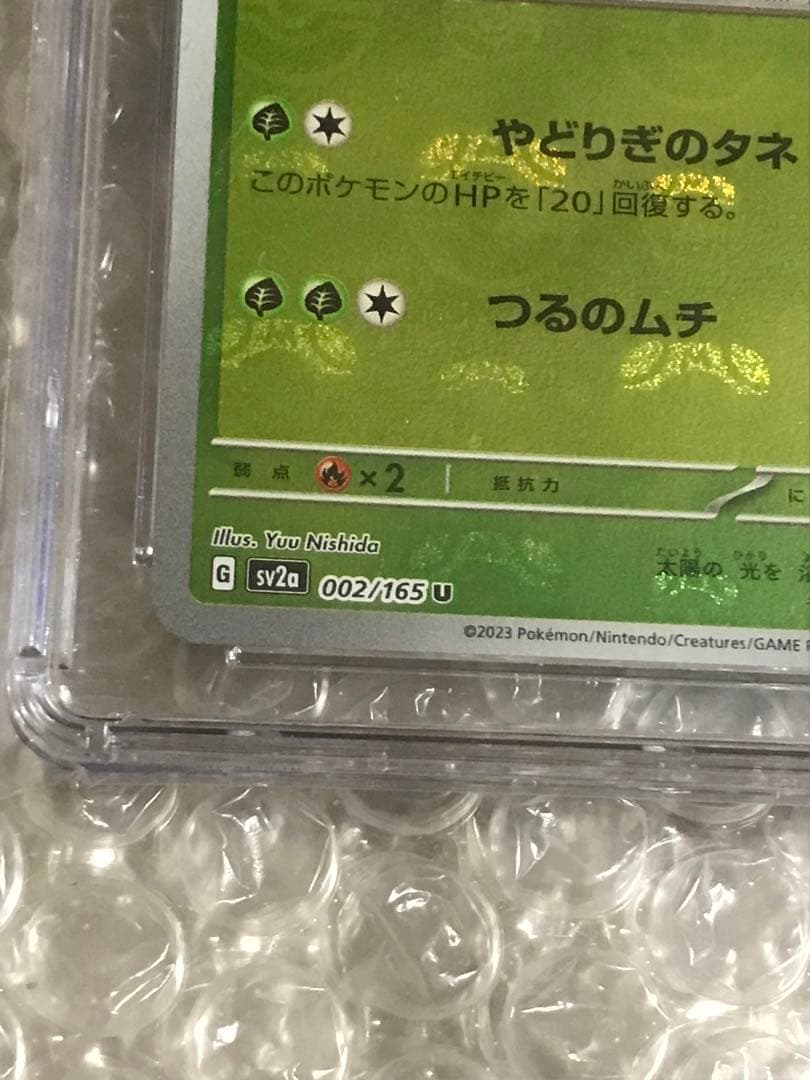 やどりぎのタネ
このポケモンのHPを「20」回復する。
つるのムチ
弱点 ×2 抵抗力 に
Illus. Yuu Nishida
太陽の 光を
G sv2a 002/165 U
©2023 Pokémon/Nintendo/Creatures/GAME